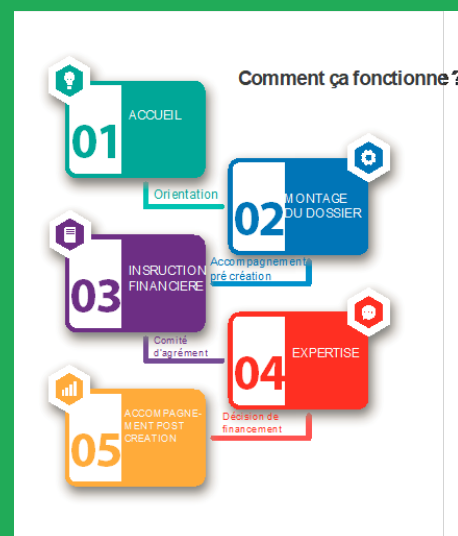 Comment ça fonctionne ?
01
ACCUEIL
Orientation
02
MONTAGE
DU DOSSIER
Accompagnement
pré création
03
INSRUCTION
FINANCIERE
Comité
d'agrément
04
EXPERTISE
Décision de
financement
05
ACCOMPAGNE-
MENT POST
CREATION